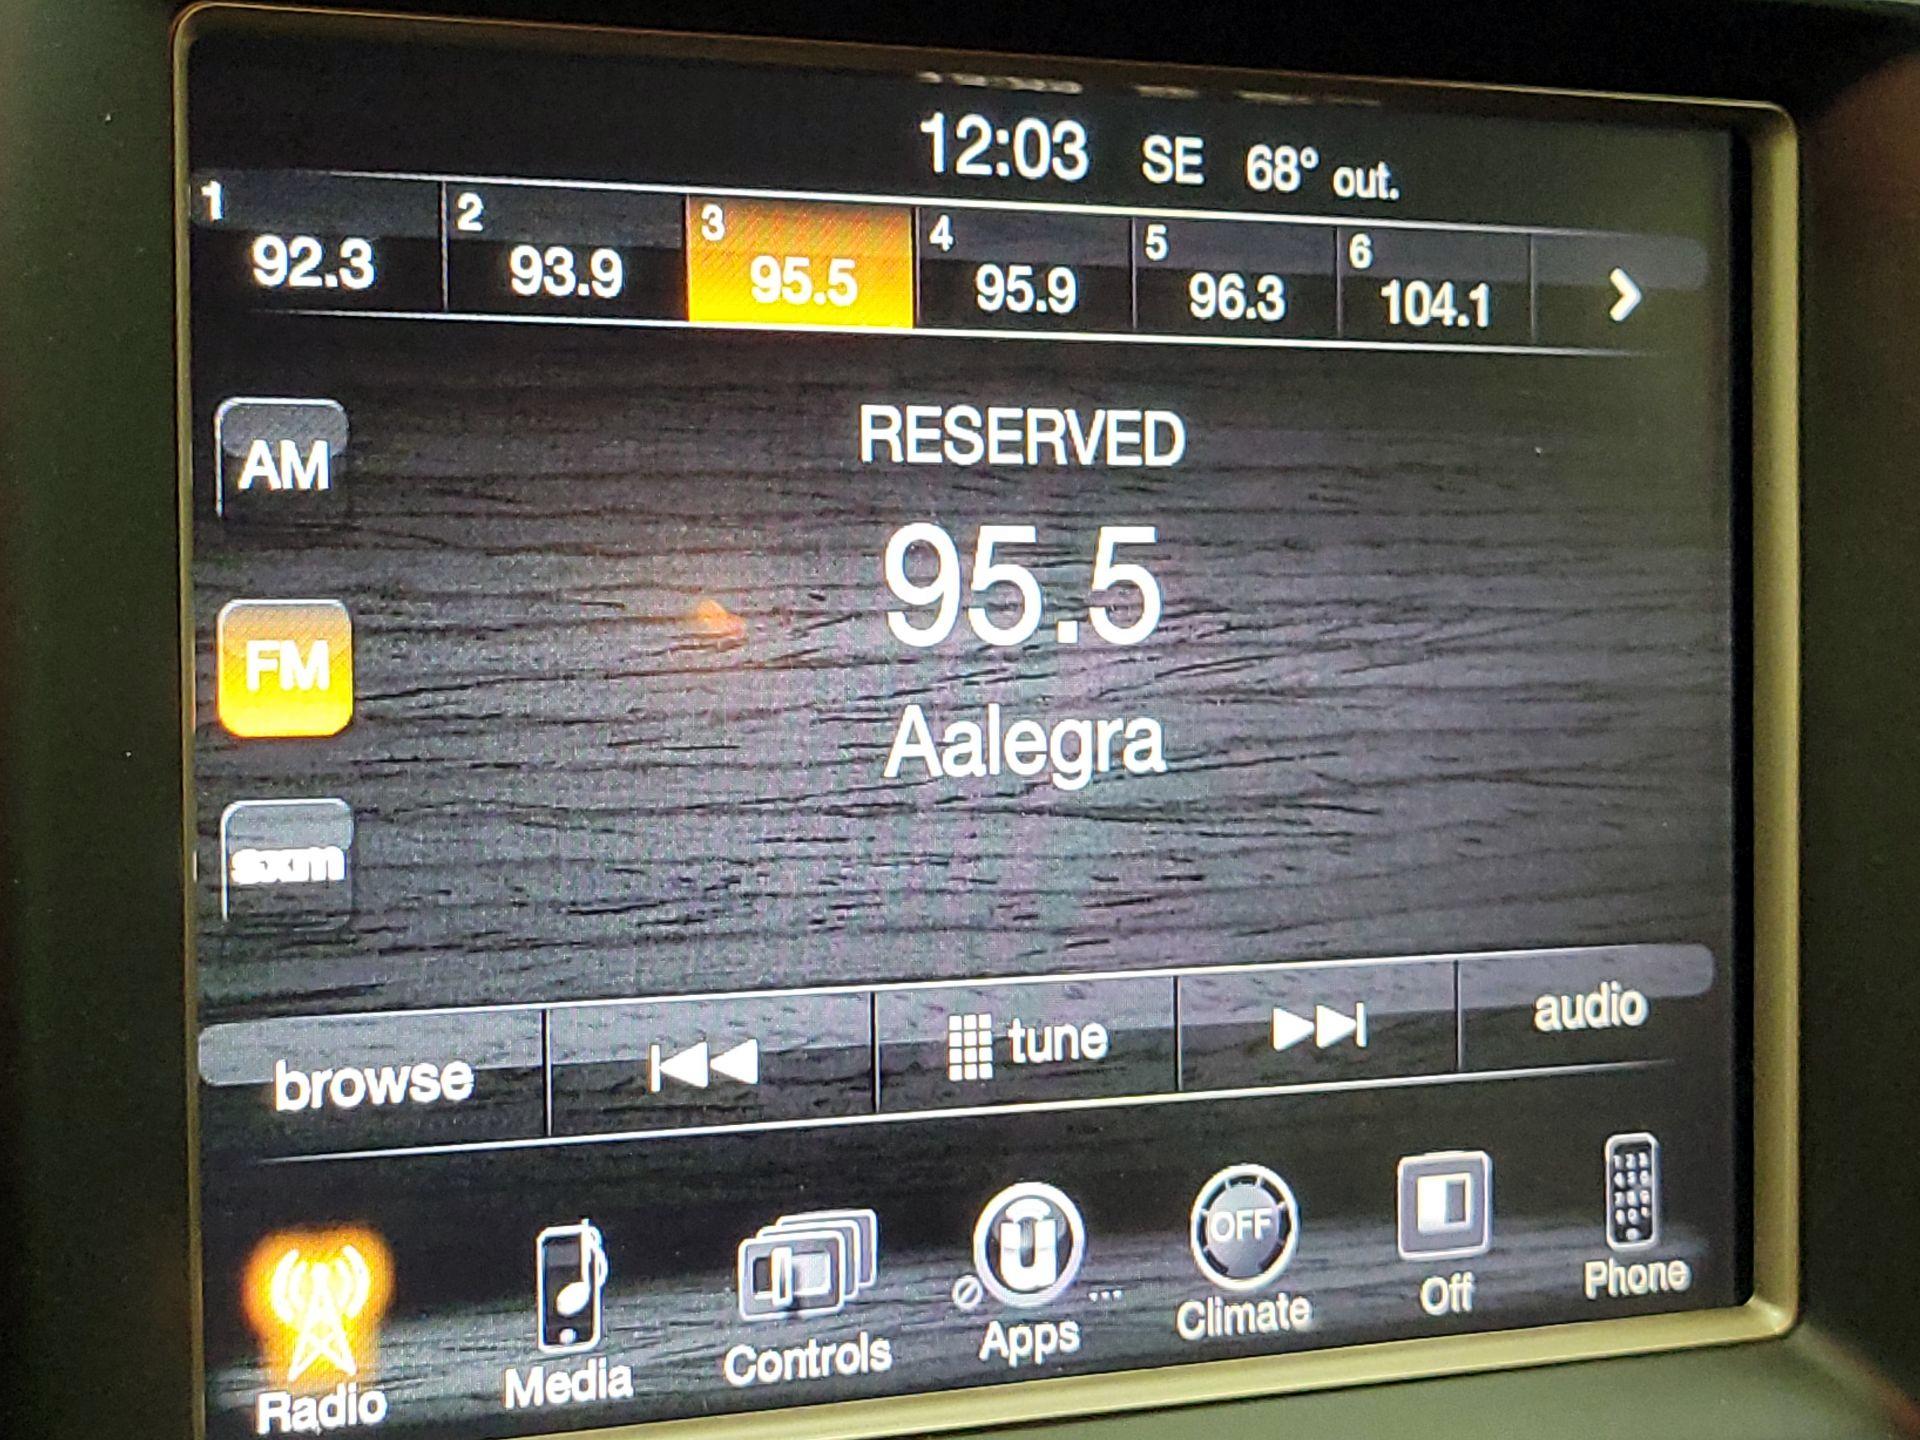 12:03 SE 68° out.
1 92.3 2 93.9 3 95.5 4 95.9 5 96.3 6 104.1
RESERVED
AM
95.5
FM
Aalegra
sxm
browse tune audio
OFF
Radio Media Controls Apps Climate Off Phone